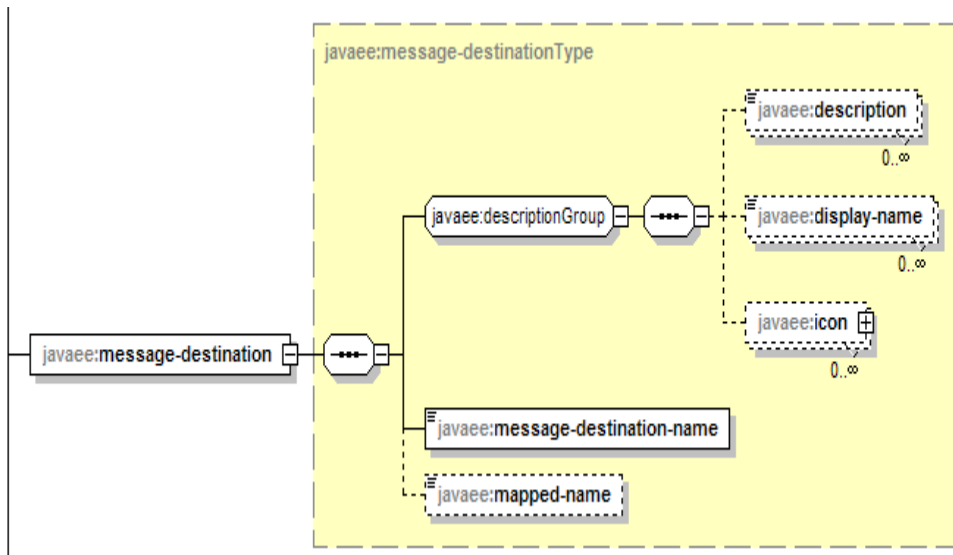 javaee:message-destinationType
javaee:description
0..∞
javaee:descriptionGroup
javaee:display-name
0..∞
javaee:icon
0..∞
javaee:message-destination
javaee:message-destination-name
javaee:mapped-name